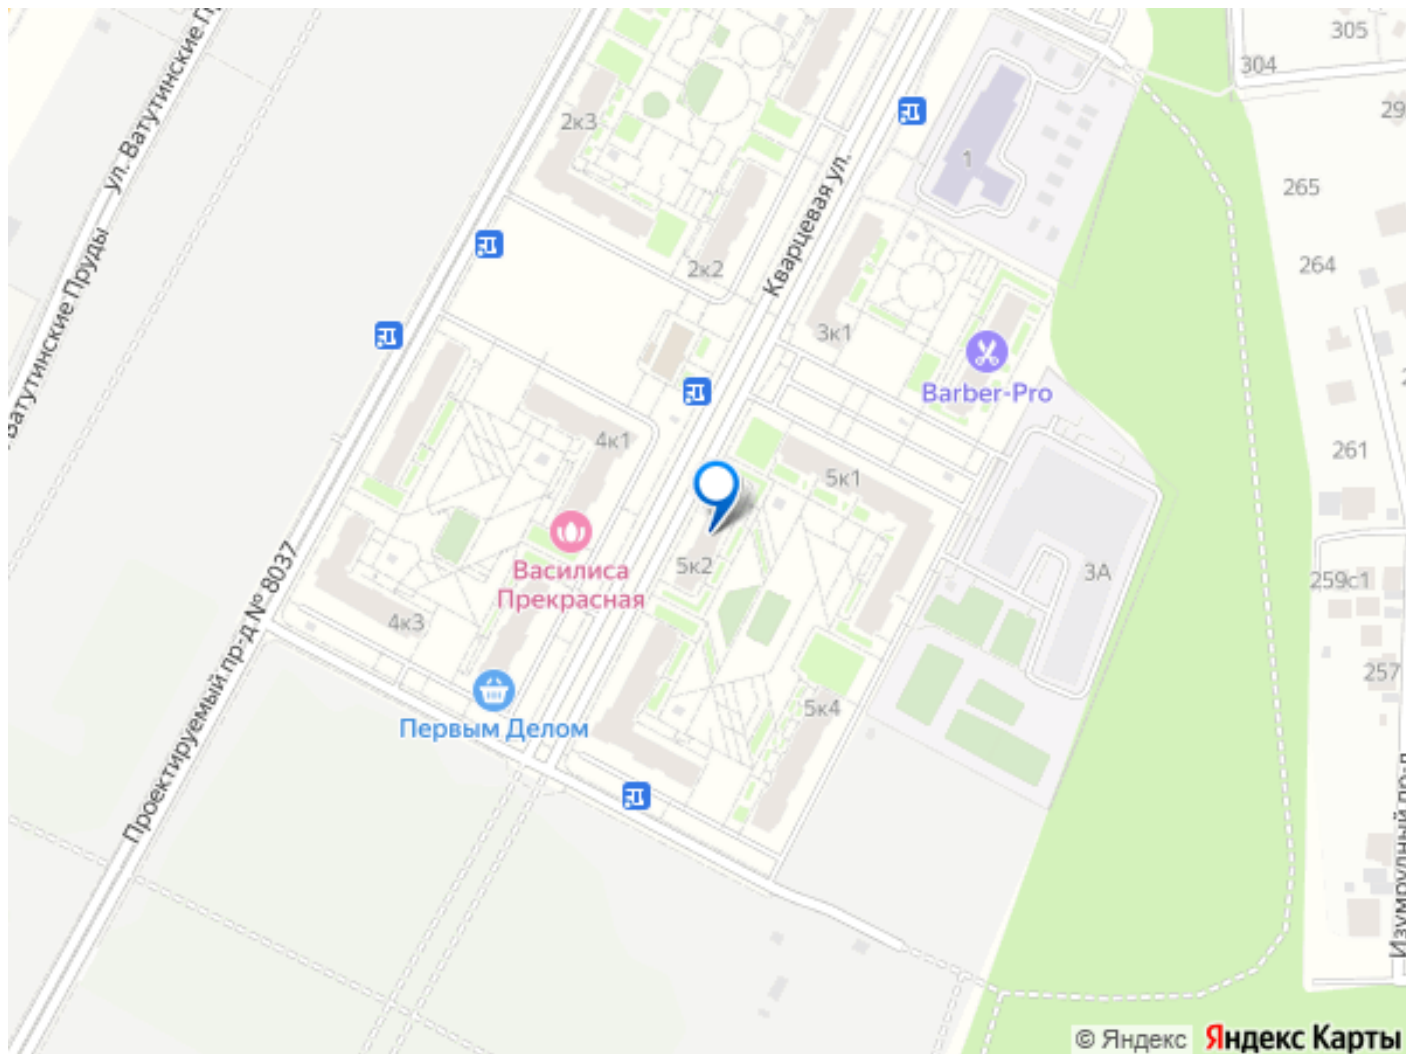 ул. Ватутинские Пруды
305
304
29
2к3
1
265
Кварцевая ул.
264
2к2
3к1
Barber-Pro
4к1
261
5к1
5к2
3А
259с1
Василиса
Прекрасная
4к3
257
5к4
Первым Делом
Проектируемый пр-д № 8037
Изумрудный пр-д
© Яндекс
Яндекс Карты